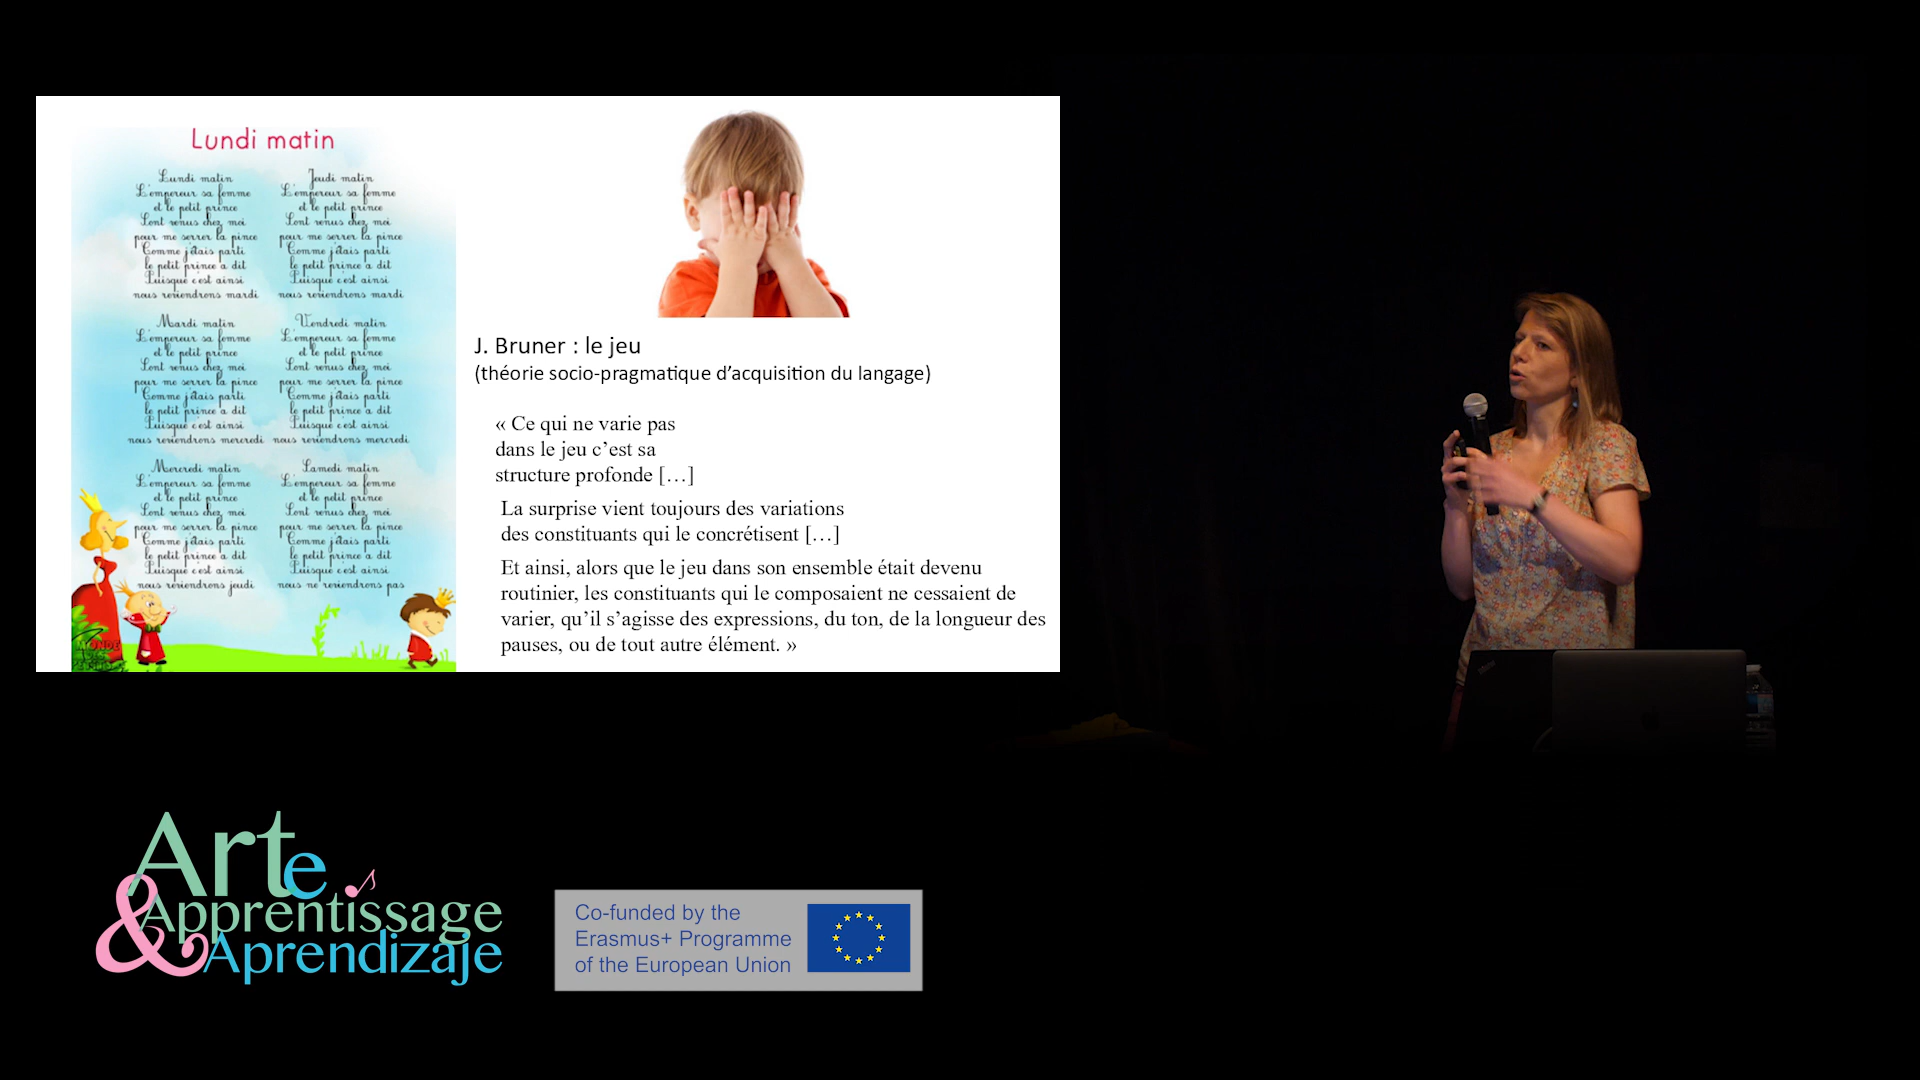 Lundi matin
Lundi matin
L'empereur sa femme
et le petit prince
Sont venus chez moi
pour me serrer la pince
Comme j'étais parti
le petit prince a dit
Puisque c'est ainsi
nous reviendrons mardi
Mardi matin
L'empereur sa femme
et le petit prince
Sont venus chez moi
pour me serrer la pince
Comme j'étais parti
le petit prince a dit
Puisque c'est ainsi
nous reviendrons mercredi
Mercredi matin
L'empereur sa femme
et le petit prince
Sont venus chez moi
pour me serrer la pince
Comme j'étais parti
le petit prince a dit
Puisque c'est ainsi
nous reviendrons jeudi
Jeudi matin
L'empereur sa femme
et le petit prince
Sont venus chez moi
pour me serrer la pince
Comme j'étais parti
le petit prince a dit
Puisque c'est ainsi
nous reviendrons mardi
Vendredi matin
L'empereur sa femme
et le petit prince
Sont venus chez moi
pour me serrer la pince
Comme j'étais parti
le petit prince a dit
Puisque c'est ainsi
nous reviendrons mercredi
Samedi matin
L'empereur sa femme
et le petit prince
Sont venus chez moi
pour me serrer la pince
Comme j'étais parti
le petit prince a dit
Puisque c'est ainsi
nous ne reviendrons pas
MONDE
J. Bruner : le jeu
(théorie socio-pragmatique d’acquisition du langage)
« Ce qui ne varie pas
dans le jeu c’est sa
structure profonde […]
La surprise vient toujours des variations
des constituants qui le concrétisent […]
Et ainsi, alors que le jeu dans son ensemble était devenu
routinier, les constituants qui le composaient ne cessaient de
varier, qu’il s’agisse des expressions, du ton, de la longueur des
pauses, ou de tout autre élément. »
Arte
&Apprentissage
Aprendizaje
Co-funded by the
Erasmus+ Programme
of the European Union